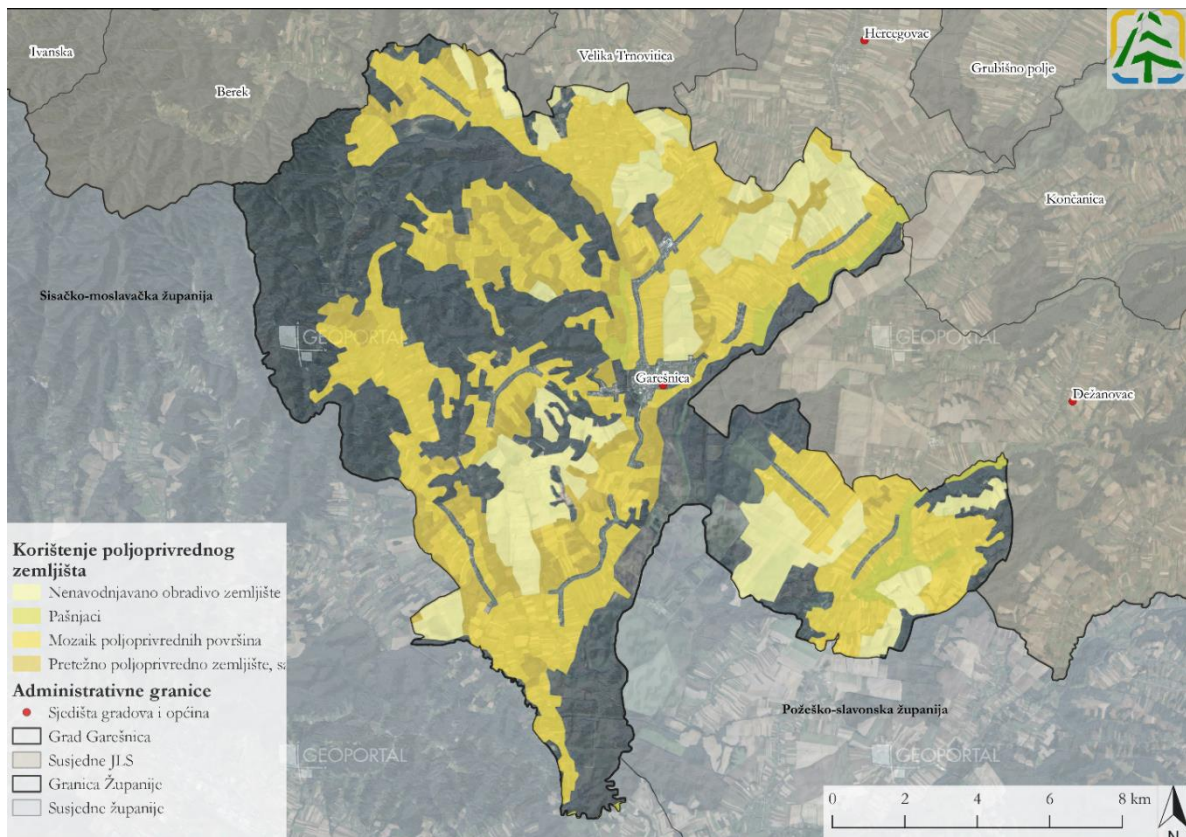 Ivanska
Berek
Velika Trnovitica
Hercegovac
Grubišno polje
Končanica
Sisačko-moslavačka županija
GEOPORTAL
GEOPORTAL
Garešnica
Dežanovac
Požeško-slavonska županija
GEOPORTAL
GEOPORTAL
Korištenje poljoprivrednog
zemljišta
Nenavodnjavano obradivo zemljište
Pašnjaci
Mozaik poljoprivrednih površina
Pretežno poljoprivredno zemljište, sa
Administrativne granice
Sjedišta gradova i općina
Grad Garešnica
Susjedne JLS
Granica Županije
Susjedne županije
0 2 4 6 8 km
N